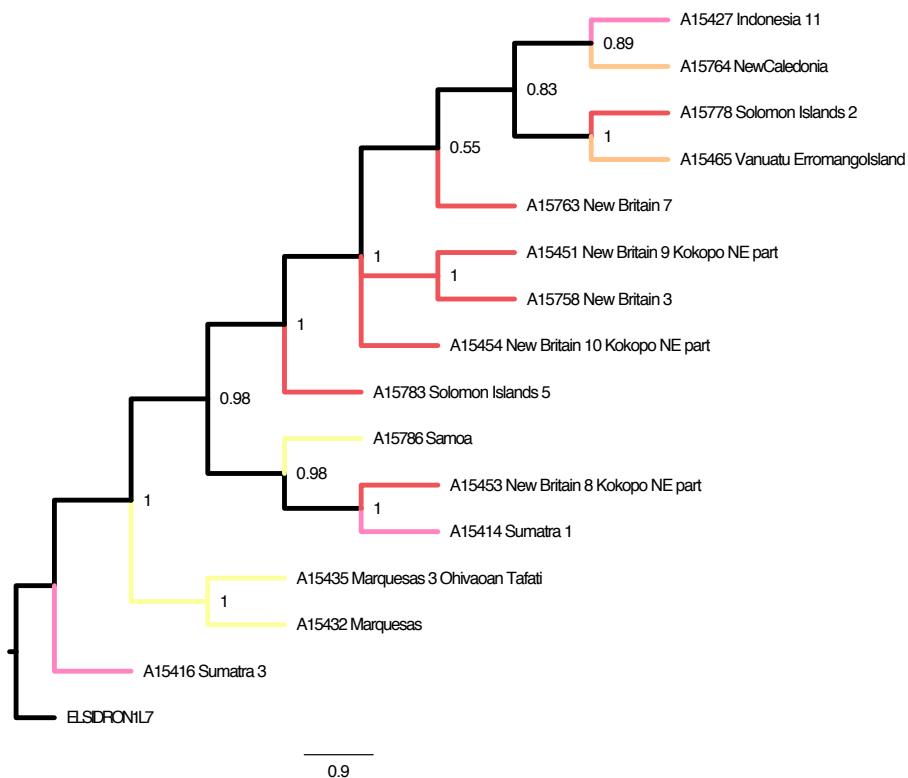 A15427 Indonesia 11
0.89
A15764 NewCaledonia
0.83
A15778 Solomon Islands 2
1
0.55
A15465 Vanuatu ErromangoIsland
A15763 New Britain 7
A15451 New Britain 9 Kokopo NE part
1
1
A15758 New Britain 3
1
A15454 New Britain 10 Kokopo NE part
A15783 Solomon Islands 5
0.98
A15786 Samoa
0.98
A15453 New Britain 8 Kokopo NE part
1
1
A15414 Sumatra 1
A15435 Marquesas 3 Ohivaoan Tafati
1
A15432 Marquesas
A15416 Sumatra 3
ELSIDRON1L7
0.9